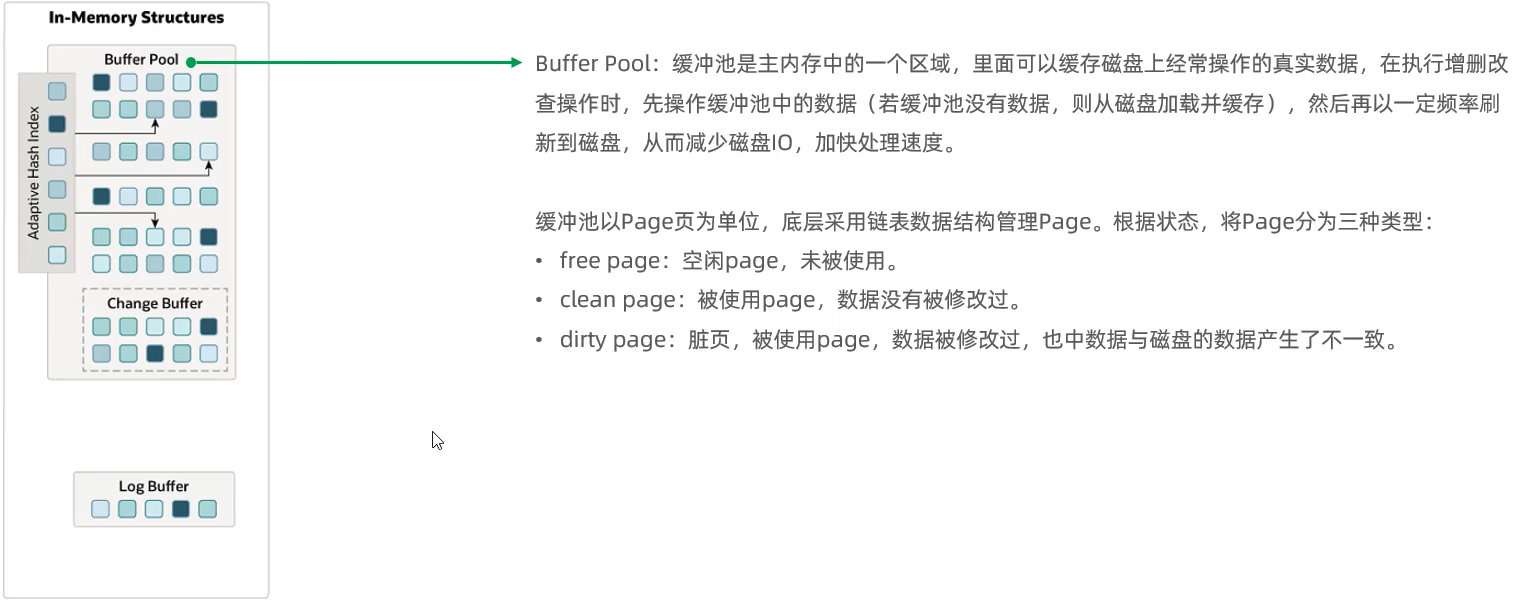 In-Memory Structures
Buffer Pool
Adaptive Hash Index
Change Buffer
Log Buffer
Buffer Pool：缓冲池是主内存中的一个区域，里面可以缓存磁盘上经常操作的真实数据，在执行增删改
查操作时，先操作缓冲池中的数据（若缓冲池没有数据，则从磁盘加载并缓存），然后再以一定频率刷
新到磁盘，从而减少磁盘IO，加快处理速度。
缓冲池以Page页为单位，底层采用链表数据结构管理Page。根据状态，将Page分为三种类型：
• free page：空闲page，未被使用。
• clean page：被使用page，数据没有被修改过。
• dirty page：脏页，被使用page，数据被修改过，也中数据与磁盘的数据产生了不一致。